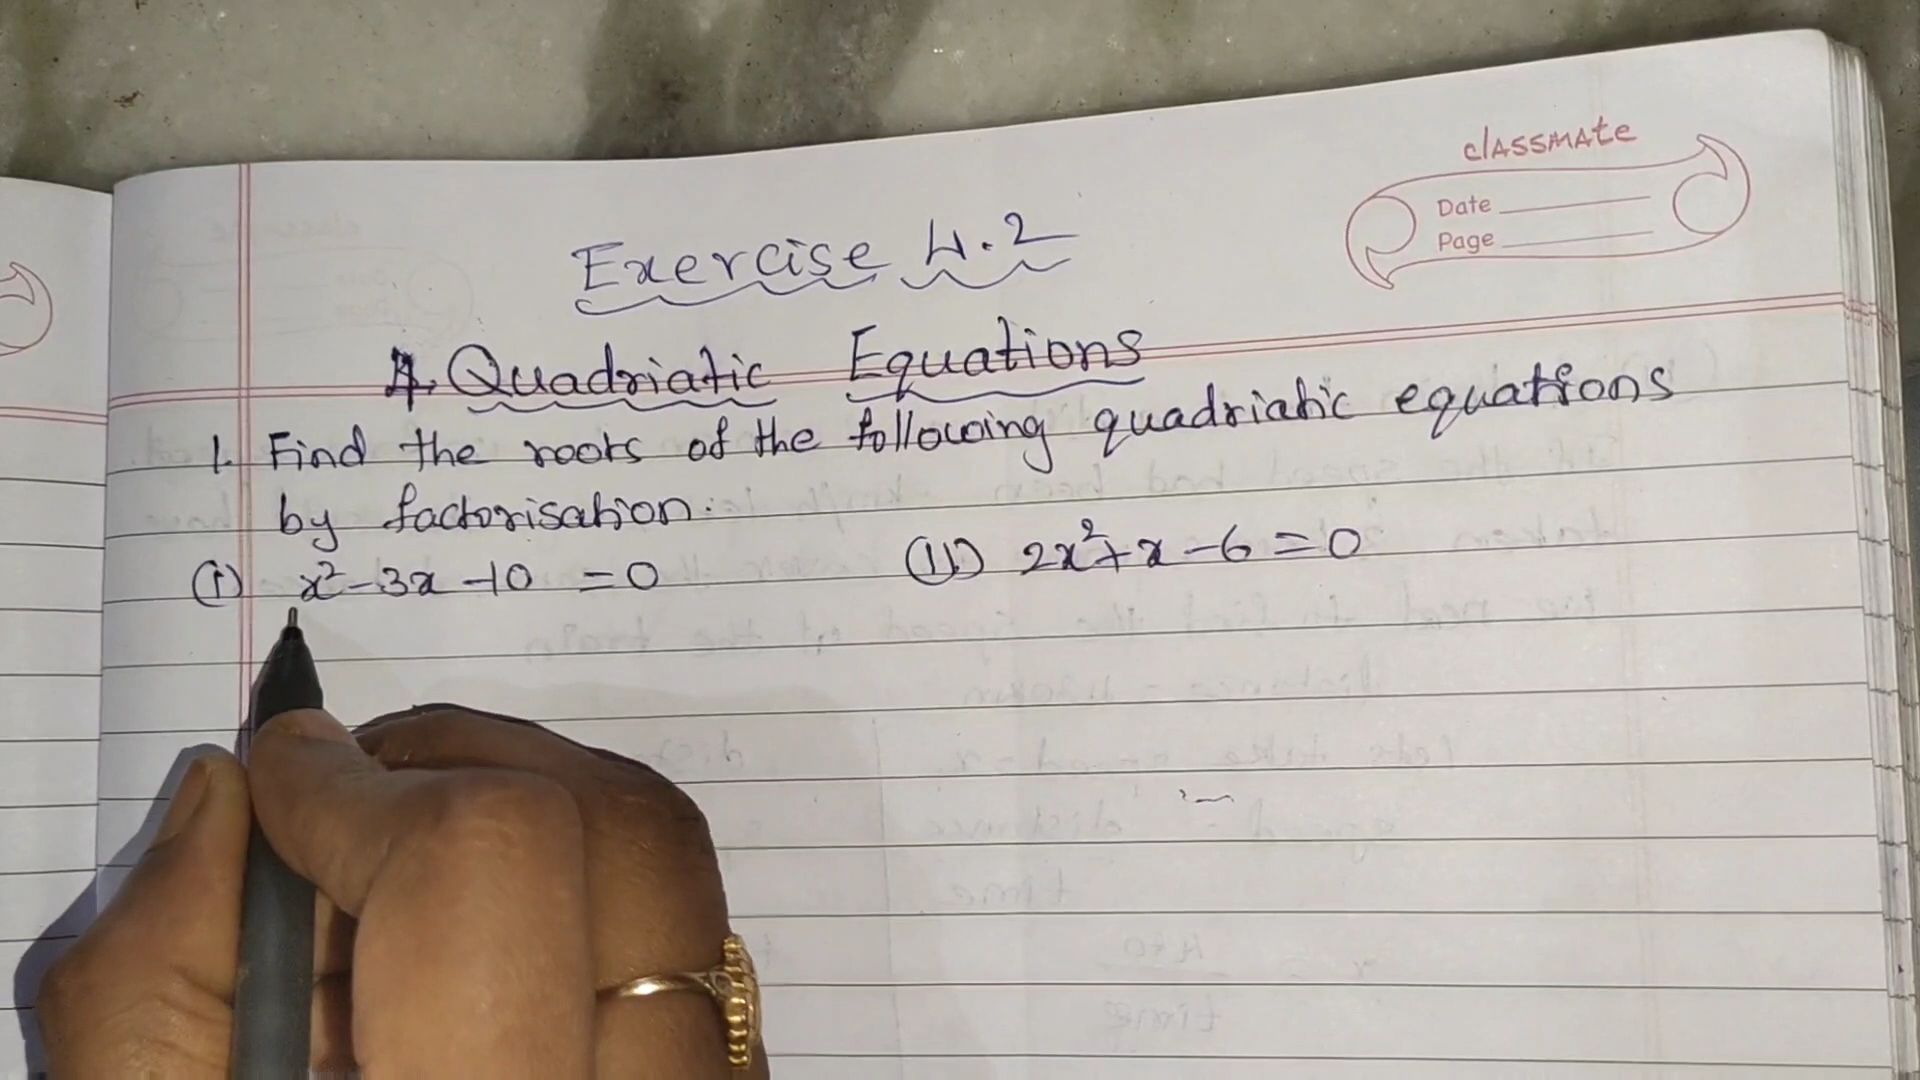 classmate
Date
Page
Exercise 4.2
4. Quadriatic Equations
1. Find the roots of the following quadriatic equations
by factorisation.
(i) x² - 3x - 10 = 0 (ii) 2x² + x - 6 = 0